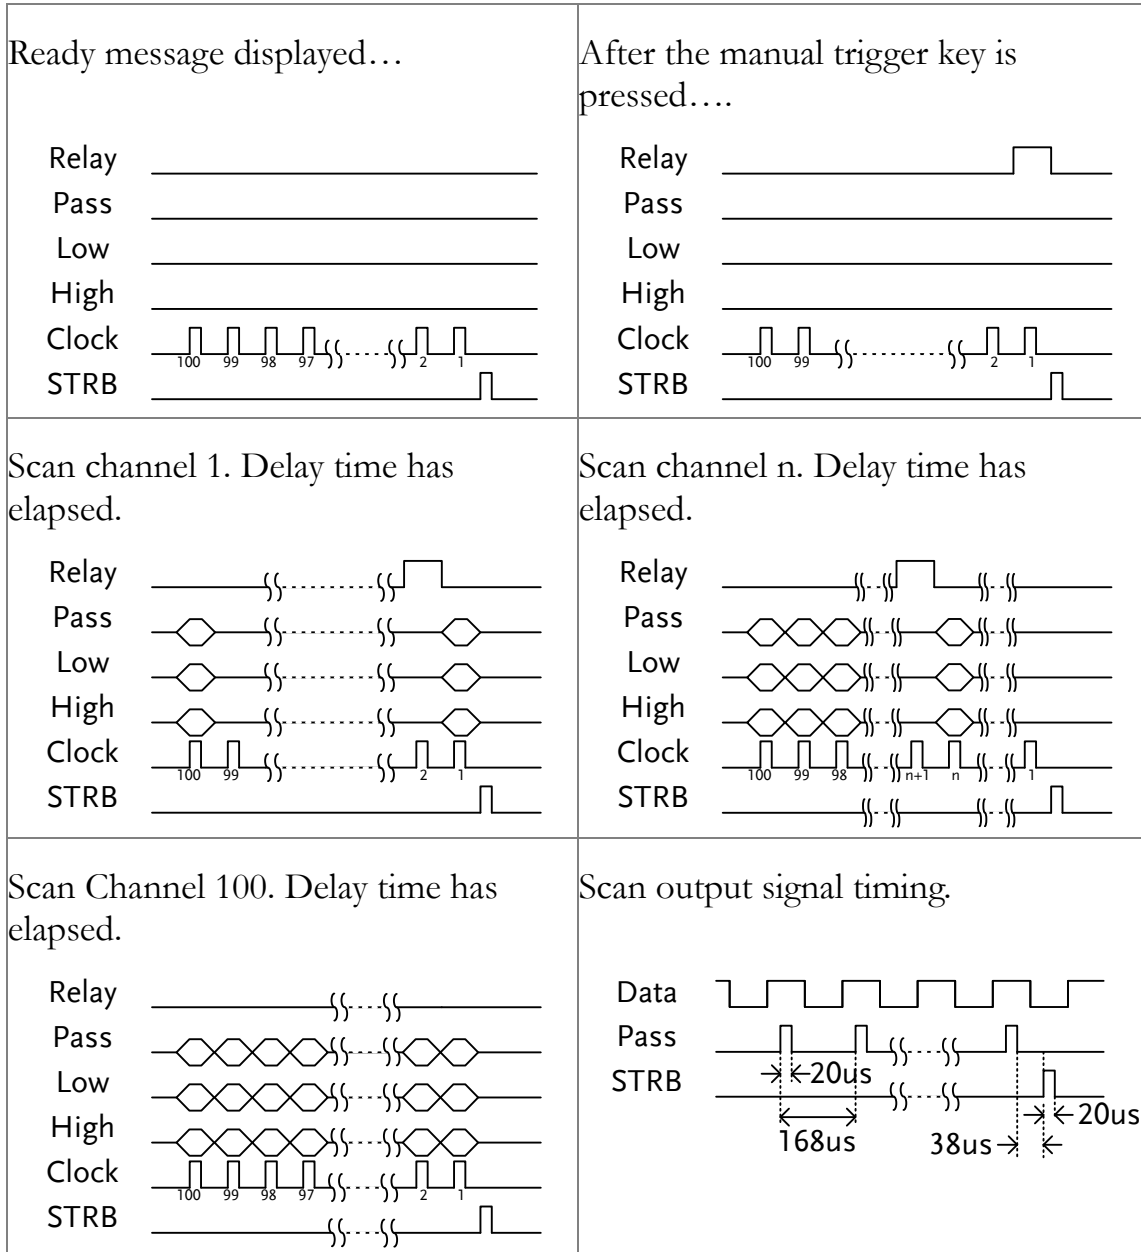 Ready message displayed…
Relay
Pass
Low
High
Clock
100 99 98 97 2 1
STRB
After the manual trigger key is
pressed….
Relay
Pass
Low
High
Clock
100 99 2 1
STRB
Scan channel 1. Delay time has
elapsed.
Relay
Pass
Low
High
Clock
100 99 2 1
STRB
Scan channel n. Delay time has
elapsed.
Relay
Pass
Low
High
Clock
100 99 98 n+1 n 1
STRB
Scan Channel 100. Delay time has
elapsed.
Relay
Pass
Low
High
Clock
100 99 98 97 2 1
STRB
Scan output signal timing.
Data
Pass
STRB
20us
20us
168us
38us